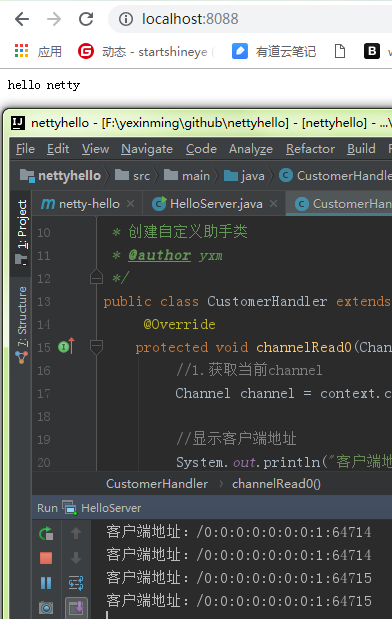 localhost:8088
应用
动态 - startshineye
有道云笔记
B
hello netty
nettyhello - [F:\yexinming\github\nettyhello] - [nettyhello] - ...\
File Edit View Navigate Code Analyze Refactor Build
nettyhello src main java CustomerHandler
netty-hello HelloServer.java CustomerHan
1: Project
7: Structure
10 * 创建自定义助手类
11 * @author yxm
12 */
13 public class CustomerHandler extends
14 @Override
15 protected void channelRead0(Chan
16 //1.获取当前channel
17 Channel channel = context.c
18
19 //显示客户端地址
20 System.out.println("客户端地
CustomerHandler channelRead0()
Run HelloServer
客户端地址：/0:0:0:0:0:0:0:1:64714
客户端地址：/0:0:0:0:0:0:0:1:64714
客户端地址：/0:0:0:0:0:0:0:1:64715
客户端地址：/0:0:0:0:0:0:0:1:64715